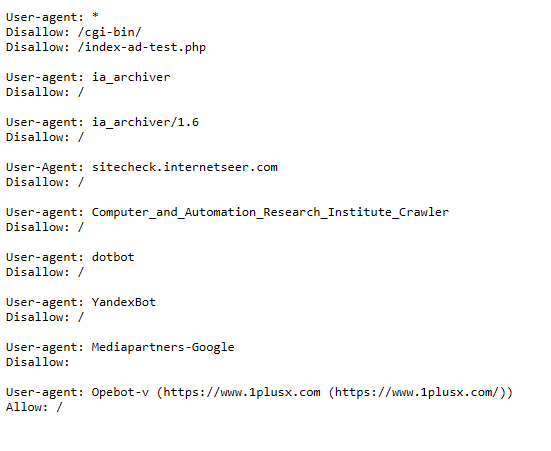 User-agent: *
Disallow: /cgi-bin/
Disallow: /index-ad-test.php

User-agent: ia_archiver
Disallow: /

User-agent: ia_archiver/1.6
Disallow: /

User-Agent: sitecheck.internetseer.com
Disallow: /

User-agent: Computer_and_Automation_Research_Institute_Crawler
Disallow: /

User-agent: dotbot
Disallow: /

User-agent: YandexBot
Disallow: /

User-agent: Mediapartners-Google
Disallow:

User-agent: Opebot-v (https://www.1plusx.com (https://www.1plusx.com/))
Allow: /